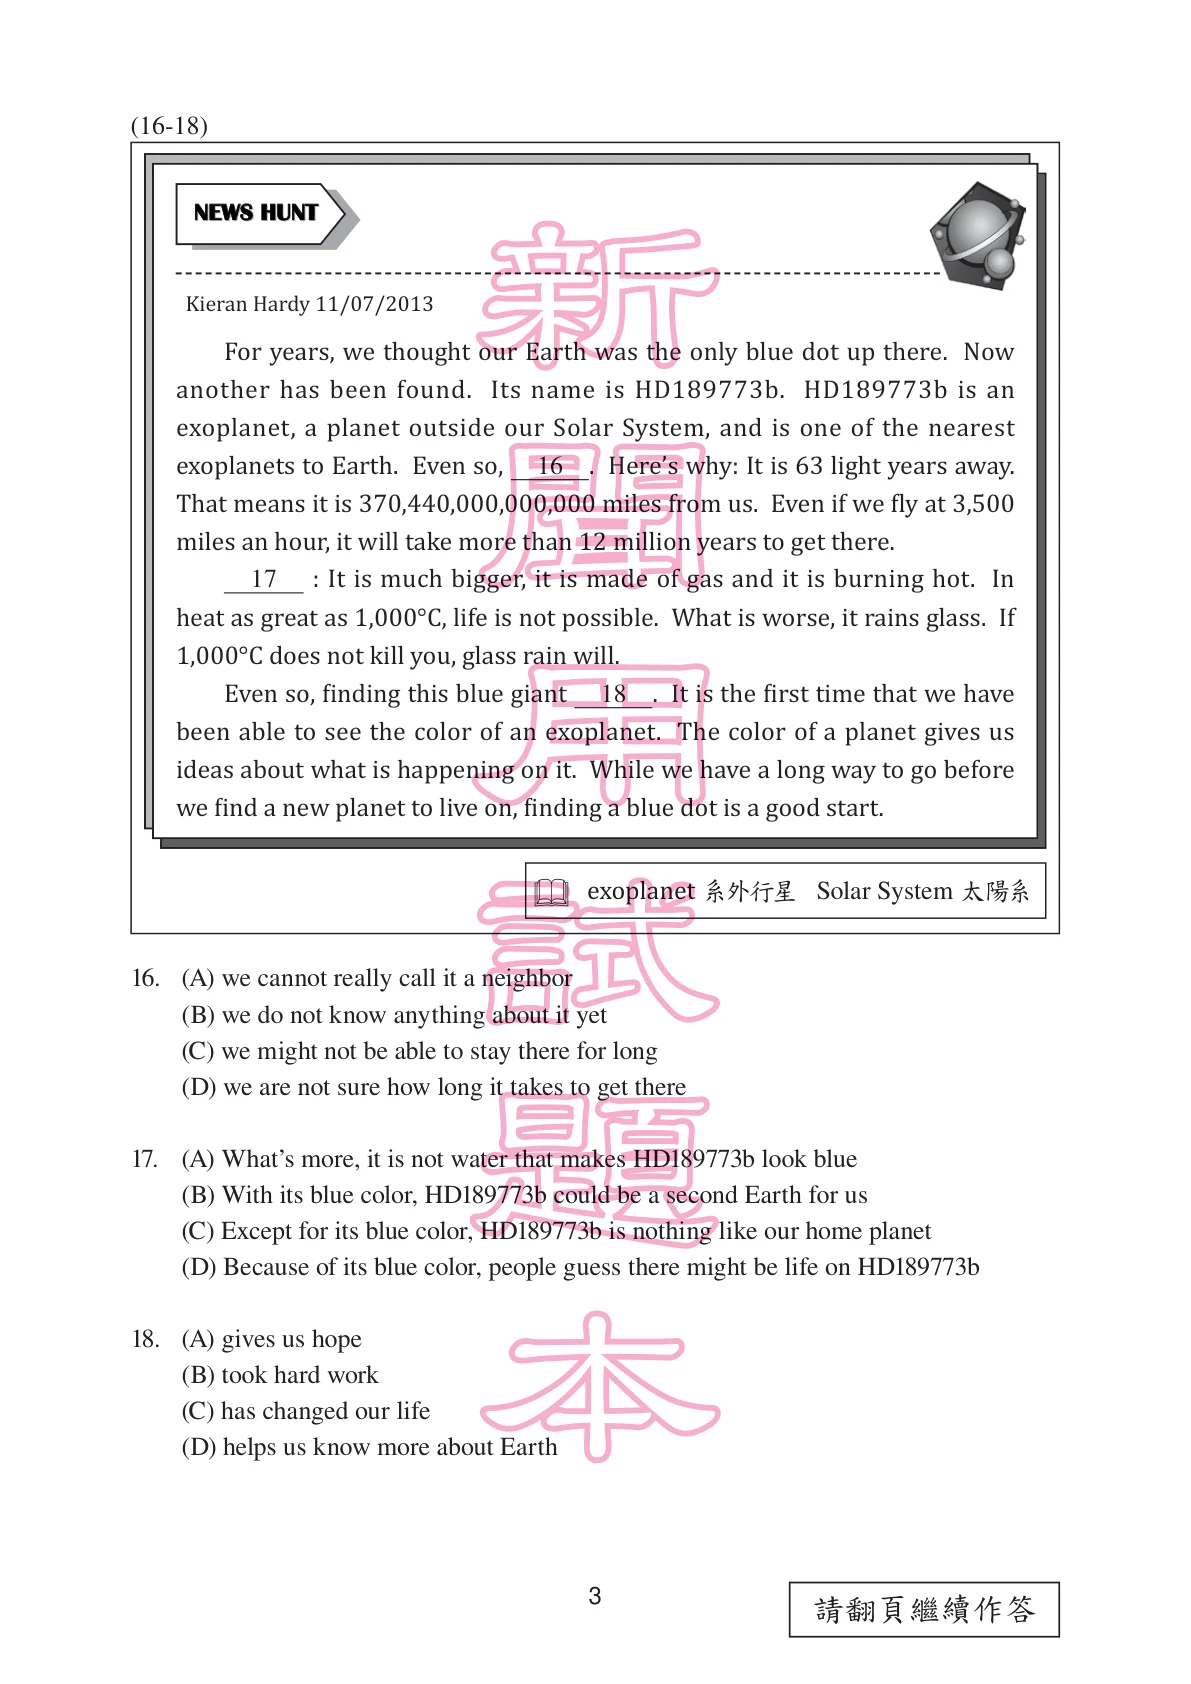 (16-18)
NEWS HUNT
Kieran Hardy 11/07/2013
For years, we thought our Earth was the only blue dot up there. Now
another has been found. Its name is HD189773b. HD189773b is an
exoplanet, a planet outside our Solar System, and is one of the nearest
exoplanets to Earth. Even so, 16 . Here's why: It is 63 light years away.
That means it is 370,440,000,000,000 miles from us. Even if we fly at 3,500
miles an hour, it will take more than 12 million years to get there.
17 : It is much bigger, it is made of gas and it is burning hot. In
heat as great as 1,000°C, life is not possible. What is worse, it rains glass. If
1,000°C does not kill you, glass rain will.
Even so, finding this blue giant 18 . It is the first time that we have
been able to see the color of an exoplanet. The color of a planet gives us
ideas about what is happening on it. While we have a long way to go before
we find a new planet to live on, finding a blue dot is a good start.
exoplanet 系外行星 Solar System 太陽系
16. (A) we cannot really call it a neighbor
(B) we do not know anything about it yet
(C) we might not be able to stay there for long
(D) we are not sure how long it takes to get there
17. (A) What's more, it is not water that makes HD189773b look blue
(B) With its blue color, HD189773b could be a second Earth for us
(C) Except for its blue color, HD189773b is nothing like our home planet
(D) Because of its blue color, people guess there might be life on HD189773b
18. (A) gives us hope
(B) took hard work
(C) has changed our life
(D) helps us know more about Earth
新聞用試題本
3
請翻頁繼續作答